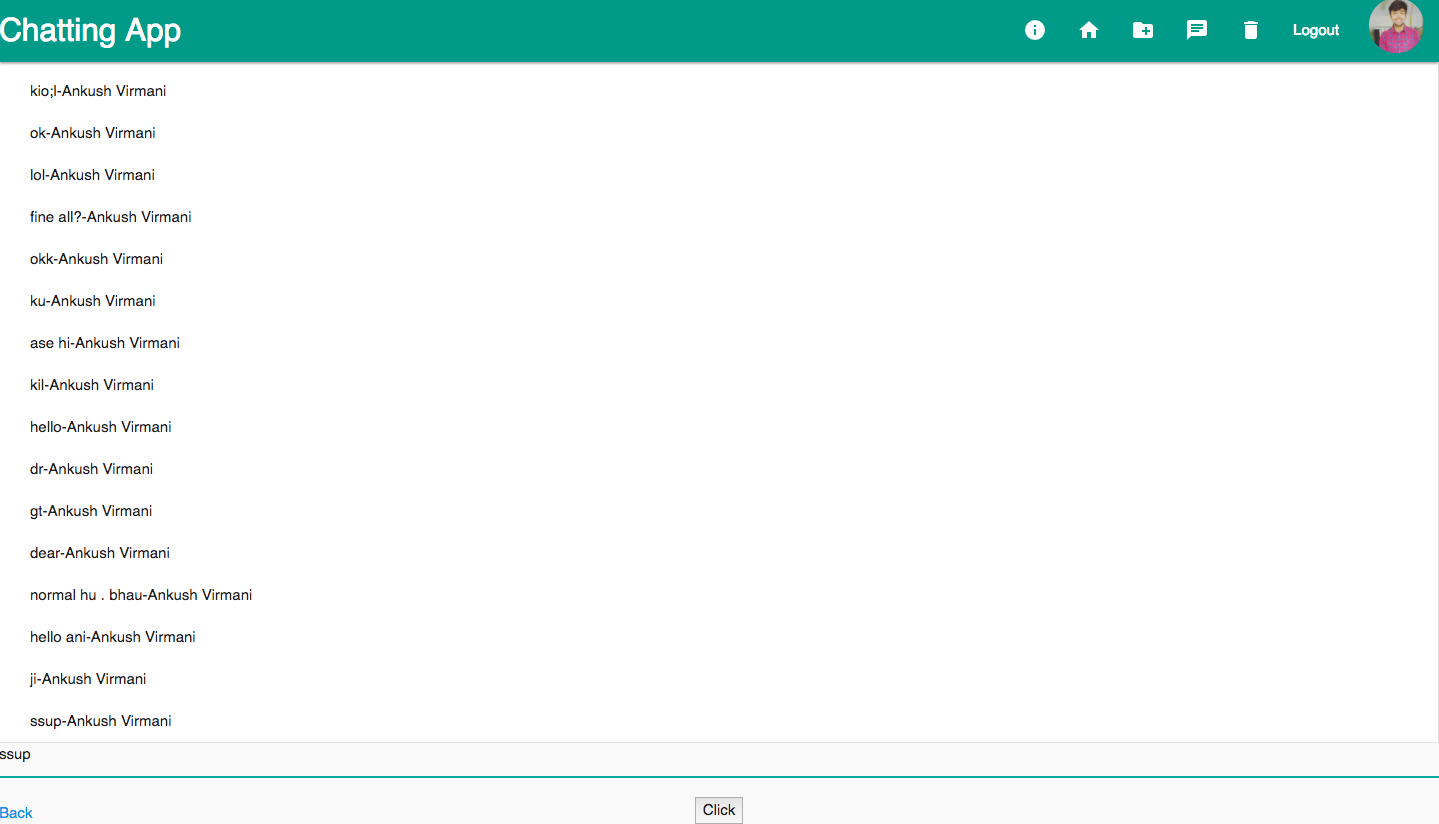 Chatting App
Logout
kio;l-Ankush Virmani
ok-Ankush Virmani
lol-Ankush Virmani
fine all?-Ankush Virmani
okk-Ankush Virmani
ku-Ankush Virmani
ase hi-Ankush Virmani
kil-Ankush Virmani
hello-Ankush Virmani
dr-Ankush Virmani
gt-Ankush Virmani
dear-Ankush Virmani
normal hu . bhau-Ankush Virmani
hello ani-Ankush Virmani
ji-Ankush Virmani
ssup-Ankush Virmani
ssup
Click
Back